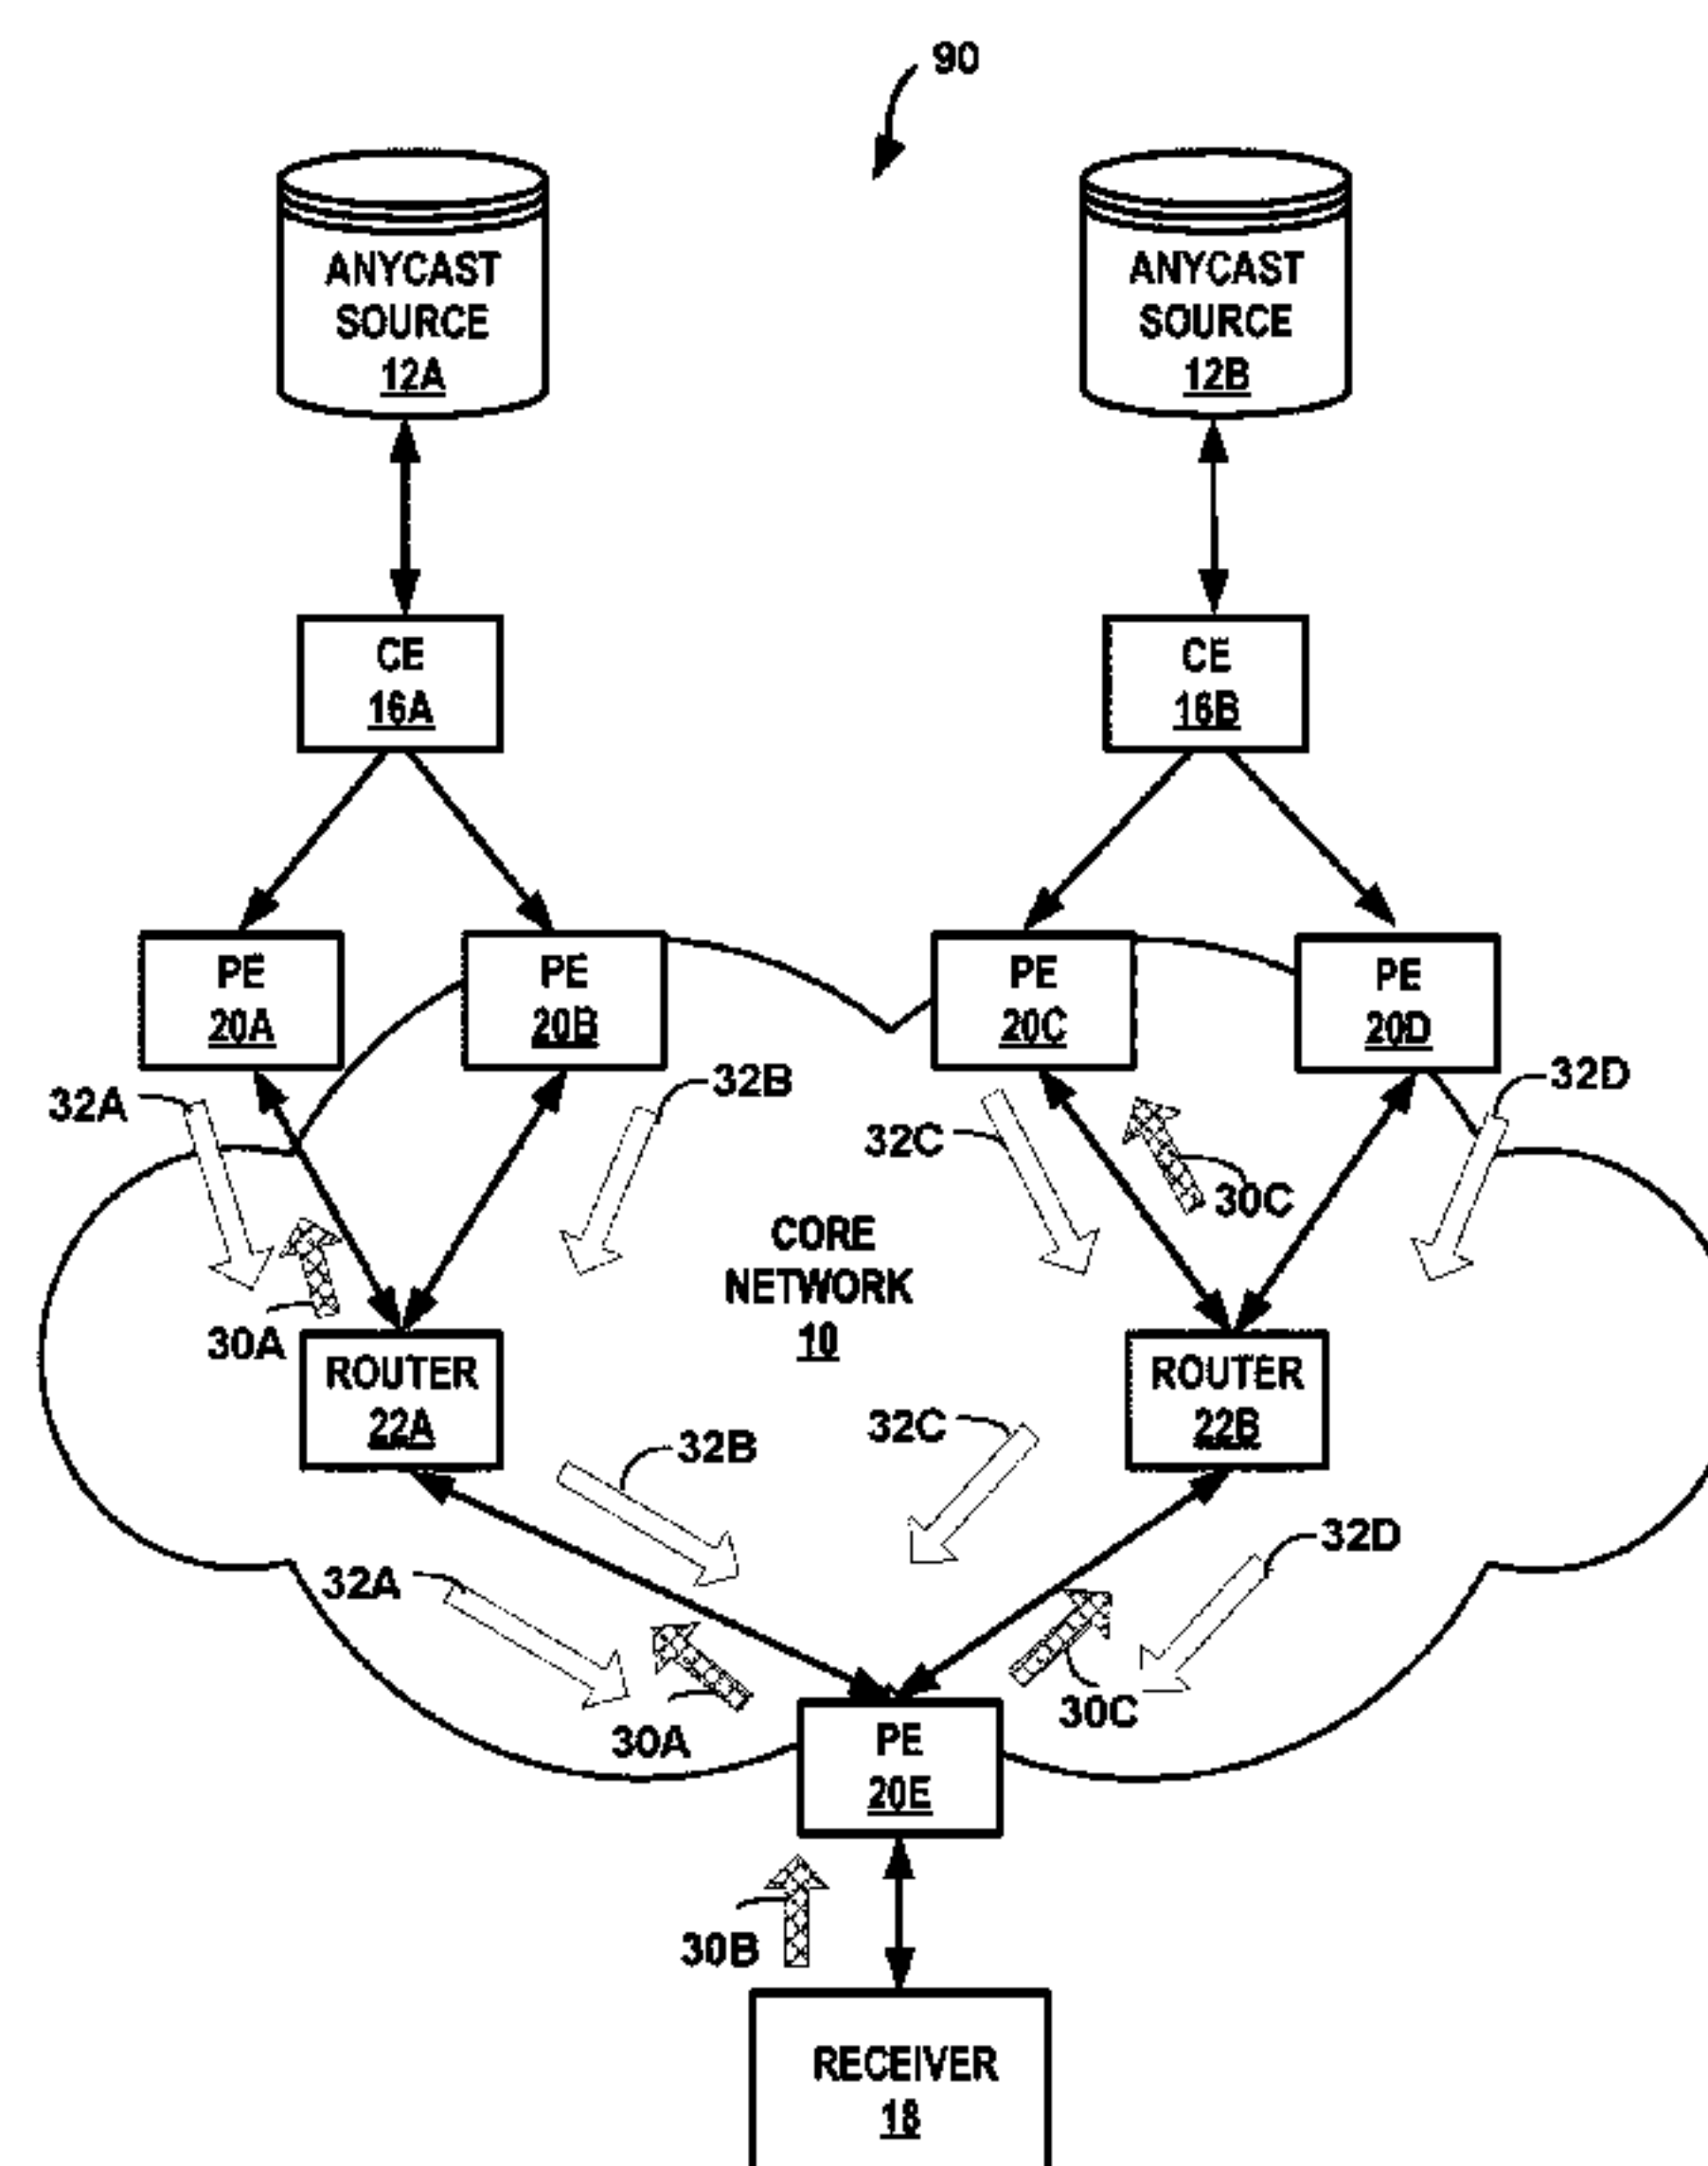 90
ANYCAST
SOURCE
12A
ANYCAST
SOURCE
12B
CE
16A
CE
16B
PE
20A
PE
20B
PE
20C
PE
20D
32A
32B
32C
30C
32D
30A
CORE
NETWORK
10
ROUTER
22A
ROUTER
22B
32B
32C
32A
32D
30A
30C
PE
20E
30B
RECEIVER
18